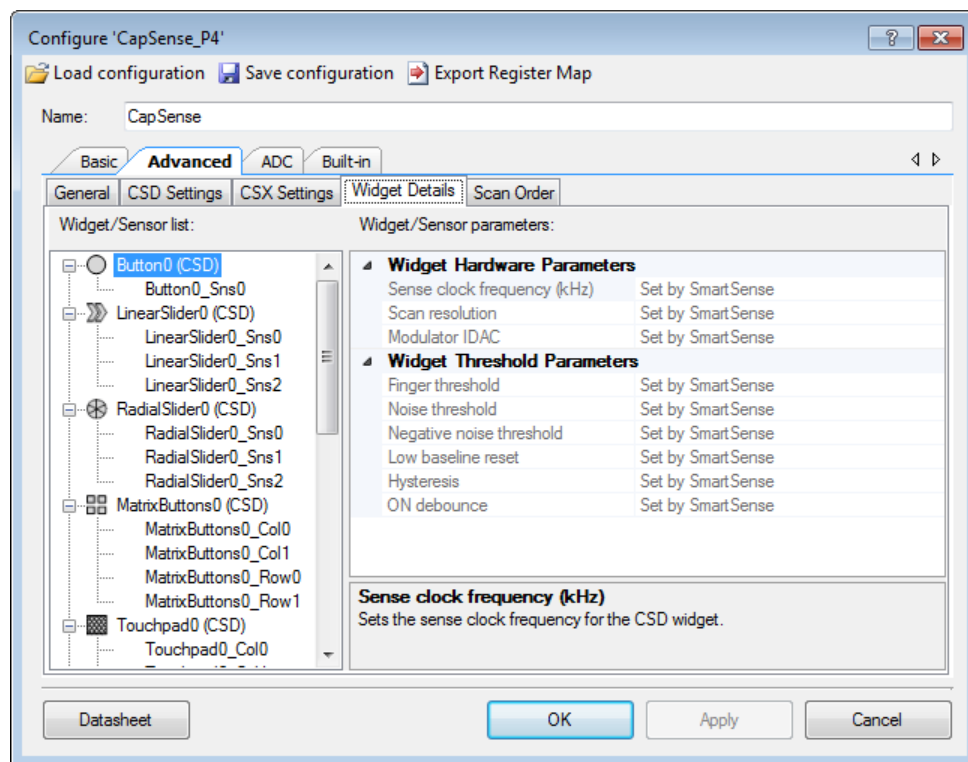 Configure 'CapSense_P4'
Load configuration Save configuration Export Register Map
Name: CapSense
Basic Advanced ADC Built-in
General CSD Settings CSX Settings Widget Details Scan Order
Widget/Sensor list:
Button0 (CSD)
Button0_Sns0
LinearSlider0 (CSD)
LinearSlider0_Sns0
LinearSlider0_Sns1
LinearSlider0_Sns2
RadialSlider0 (CSD)
RadialSlider0_Sns0
RadialSlider0_Sns1
RadialSlider0_Sns2
MatrixButtons0 (CSD)
MatrixButtons0_Col0
MatrixButtons0_Col1
MatrixButtons0_Row0
MatrixButtons0_Row1
Touchpad0 (CSD)
Touchpad0_Col0
Widget/Sensor parameters:
Widget Hardware Parameters
Sense clock frequency (kHz) Set by SmartSense
Scan resolution Set by SmartSense
Modulator IDAC Set by SmartSense
Widget Threshold Parameters
Finger threshold Set by SmartSense
Noise threshold Set by SmartSense
Negative noise threshold Set by SmartSense
Low baseline reset Set by SmartSense
Hysteresis Set by SmartSense
ON debounce Set by SmartSense
Sense clock frequency (kHz)
Sets the sense clock frequency for the CSD widget.
Datasheet OK Apply Cancel